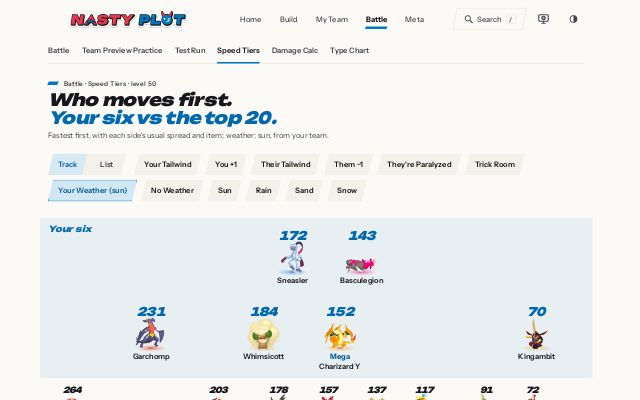 NASTY PLOT
Home
Build
My Team
Battle
Meta
Search /
Battle
Team Preview Practice
Test Run
Speed Tiers
Damage Calc
Type Chart
Battle · Speed Tiers · level 50
Who moves first.
Your six vs the top 20.
Fastest first, with each side's usual spread and item; weather: sun, from your team.
Track
List
Your Tailwind
You +1
Their Tailwind
Them −1
They're Paralyzed
Trick Room
Your Weather (sun)
No Weather
Sun
Rain
Sand
Snow
Your six
172
Sneasler
143
Basculegion
231
Garchomp
184
Whimsicott
152
Mega
Charizard Y
70
Kingambit
264
203
178
157
137
117
91
72